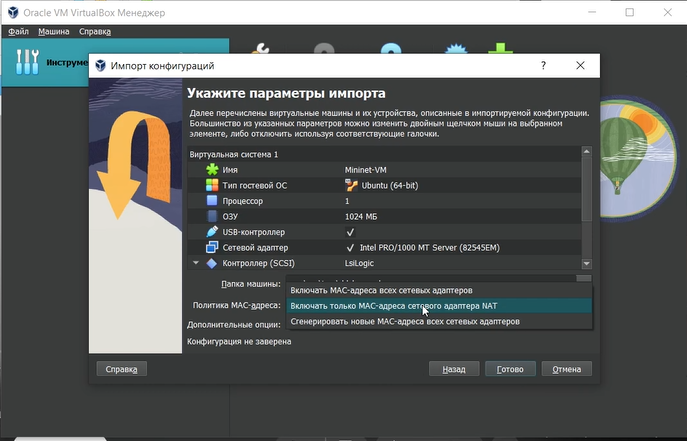 Oracle VM VirtualBox Менеджер
Файл Машина Справка
Инструме
Импорт конфигураций ?
Укажите параметры импорта
Далее перечислены виртуальные машины и их устройства, описанные в импортируемой конфигурации.
Большинство из указанных параметров можно изменить двойным щелчком мыши на выбранном
элементе, либо отключить используя соответствующие галочки.
Виртуальная система 1
Имя Mininet-VM
Тип гостевой ОС Ubuntu (64-bit)
Процессор 1
ОЗУ 1024 МБ
USB-контроллер
Сетевой адаптер Intel PRO/1000 MT Server (82545EM)
Контроллер (SCSI) LsiLogic
Папка машины:
Включать MAC-адреса всех сетевых адаптеров
Политика MAC-адреса: Включать только MAC-адреса сетевого адаптера NAT
Дополнительные опции: Сгенерировать новые MAC-адреса всех сетевых адаптеров
Конфигурация не заверена
Справка Назад Готово Отмена